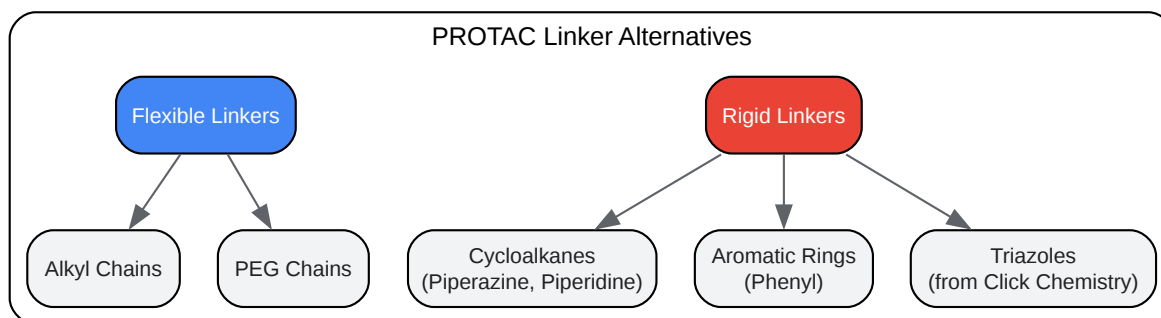 PROTAC Linker Alternatives
Flexible Linkers
Rigid Linkers
Alkyl Chains
PEG Chains
Cycloalkanes
(Piperazine, Piperidine)
Aromatic Rings
(Phenyl)
Triazoles
(from Click Chemistry)